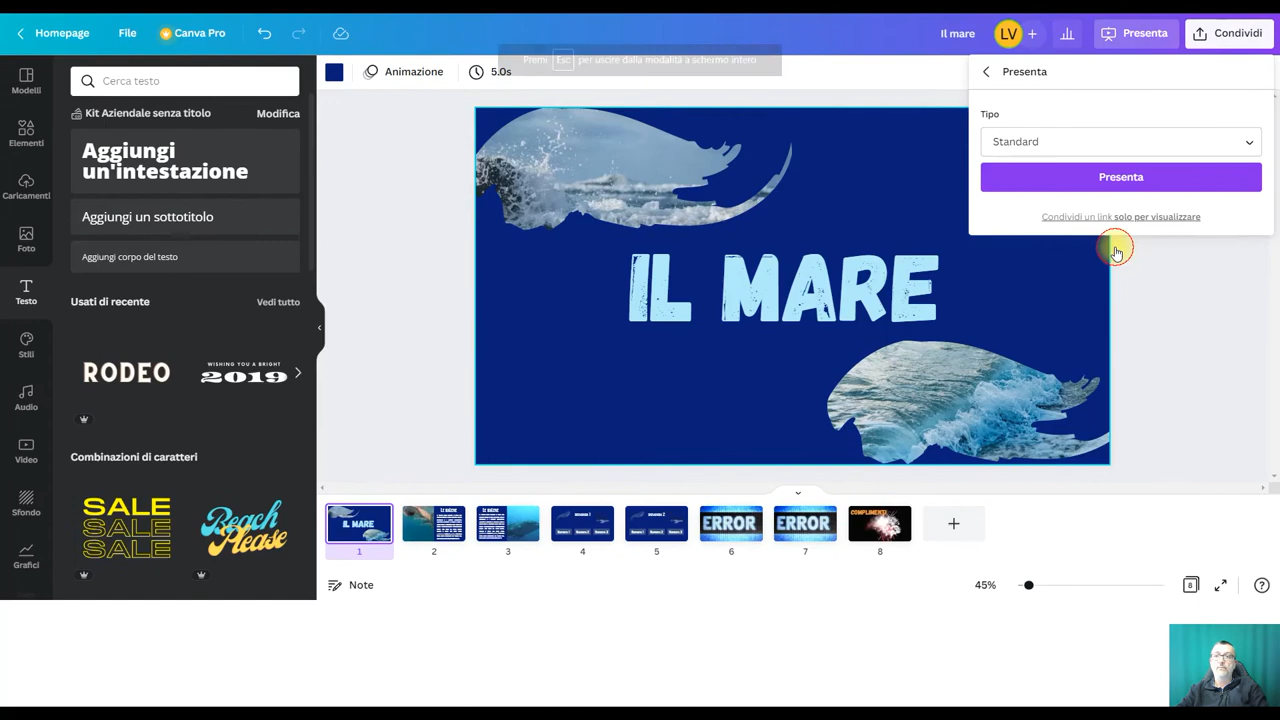 Homepage
File
Canva Pro
Il mare
LV
+
Presenta
Condividi
Modelli
Elementi
Caricamenti
Foto
Testo
Stili
Audio
Video
Sfondo
Grafici
Cerca testo
Kit Aziendale senza titolo
Modifica
Aggiungi
un'intestazione
Aggiungi un sottotitolo
Aggiungi corpo del testo
Usati di recente
Vedi tutto
RODEO
WISHING YOU A BRIGHT
2019
Combinazioni di caratteri
SALE
SALE
SALE
Beach
Please
Animazione
5.0s
Premi Esc per uscire dalla modalità a schermo intero
IL MARE
Presenta
Tipo
Standard
Presenta
Condividi un link solo per visualizzare
IL MARE
ERROR
ERROR
COMPLIMENTI
1
2
3
4
5
6
7
8
Note
45%
8
?